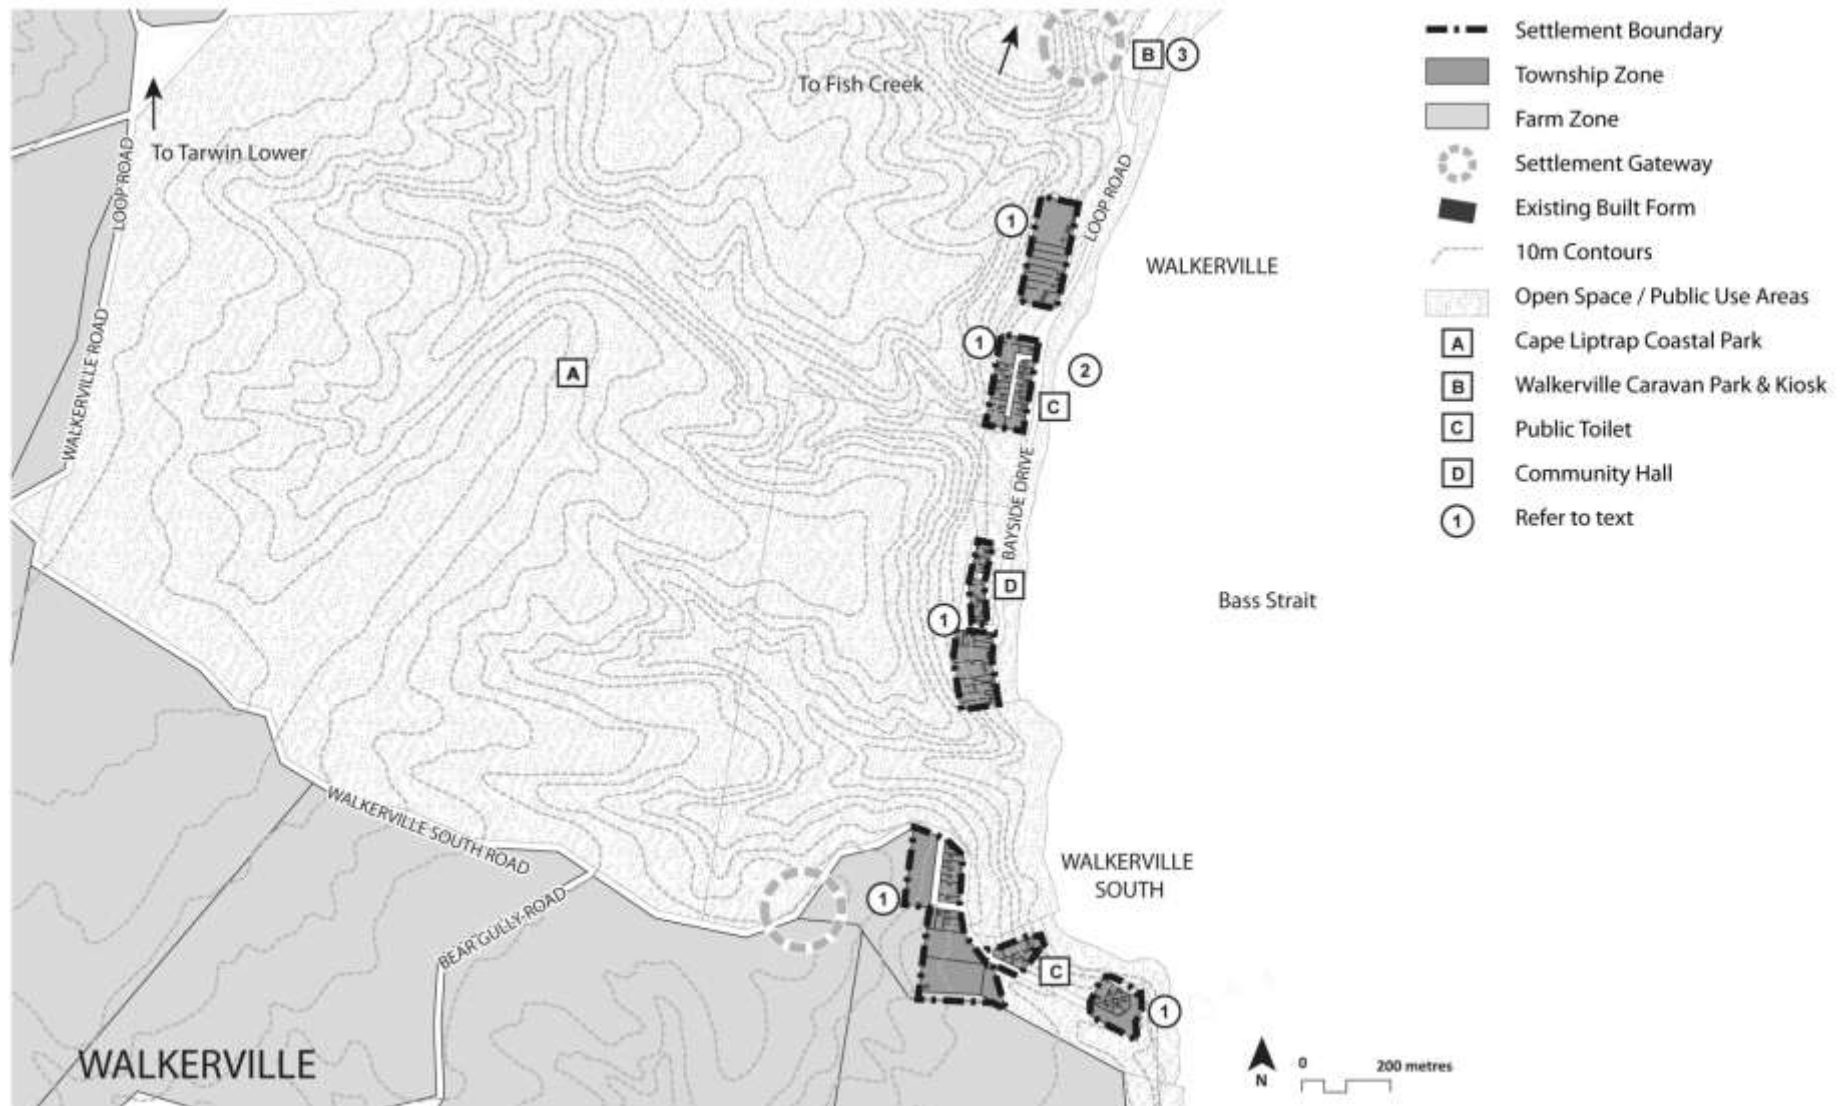 To Fish Creek
B 3
To Tarwin Lower
LOOP ROAD
LOOP ROAD
1
WALKERVILLE
WALKERVILLE ROAD
1
2
A
C
BAYSIDE DRIVE
D
1
Bass Strait
WALKERVILLE SOUTH ROAD
WALKERVILLE
SOUTH
1
BEAR GULLY ROAD
C
1
WALKERVILLE
N
0 200 metres
Settlement Boundary
Township Zone
Farm Zone
Settlement Gateway
Existing Built Form
10m Contours
Open Space / Public Use Areas
A Cape Liptrap Coastal Park
B Walkerville Caravan Park & Kiosk
C Public Toilet
D Community Hall
1 Refer to text